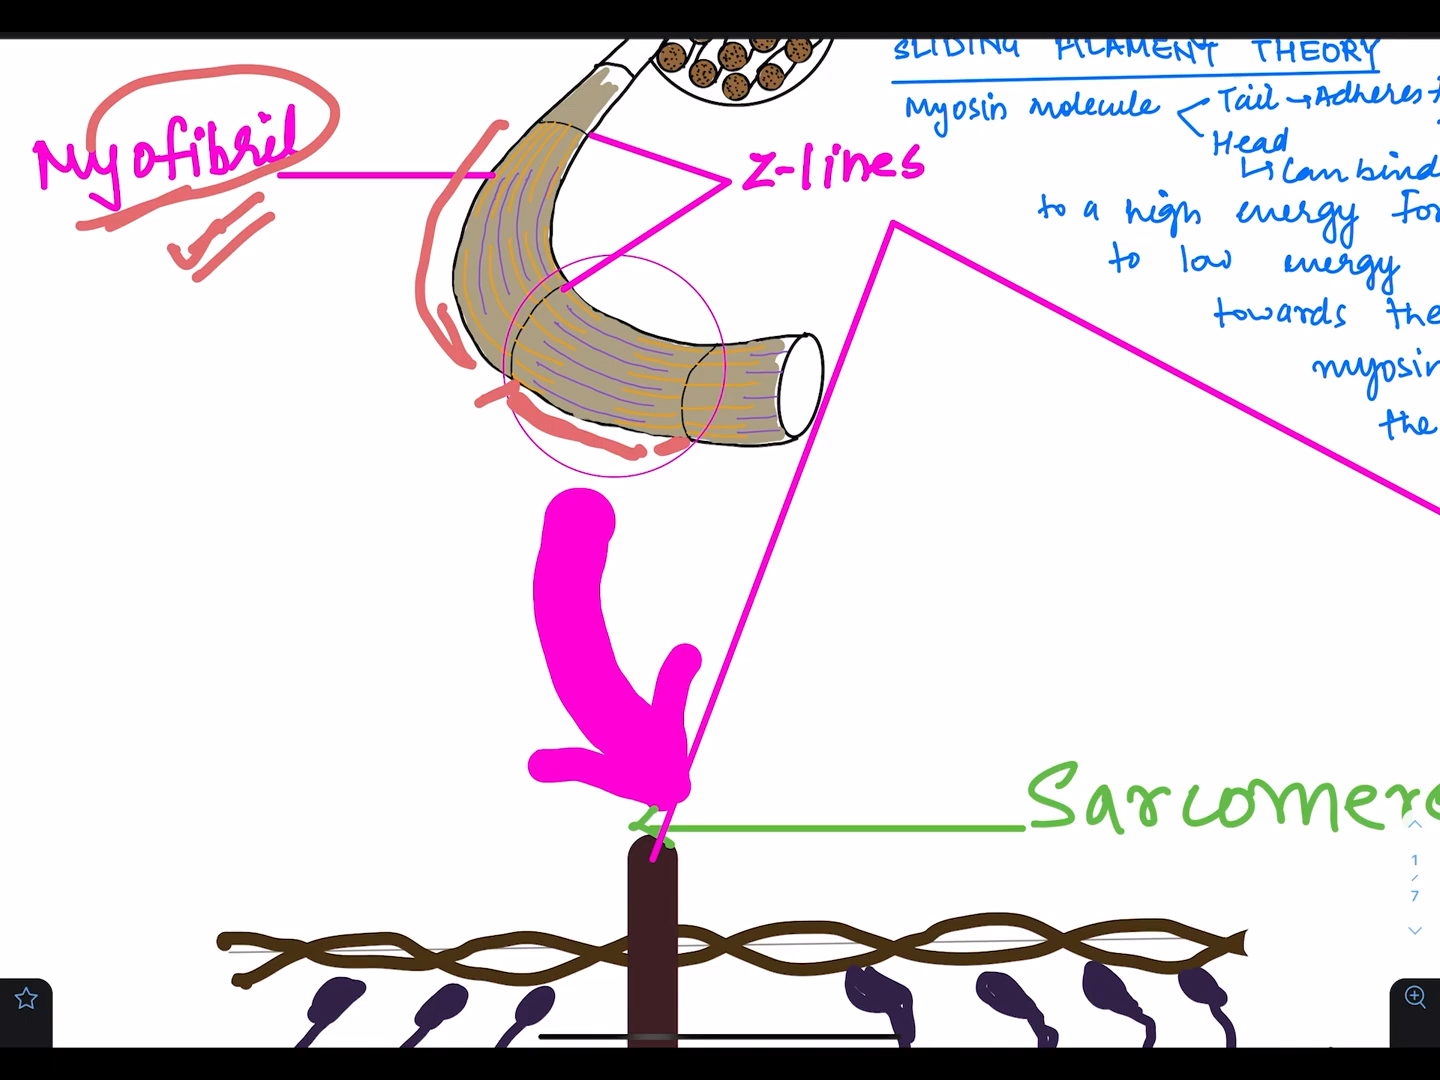 SLIDING FILAMENT THEORY
Myosin molecule Tail → Adheres
Head
↳ Can bind
to a high energy
to low energy
towards the
Myofibril
Z-lines
the
Sarcomere
1
/
7